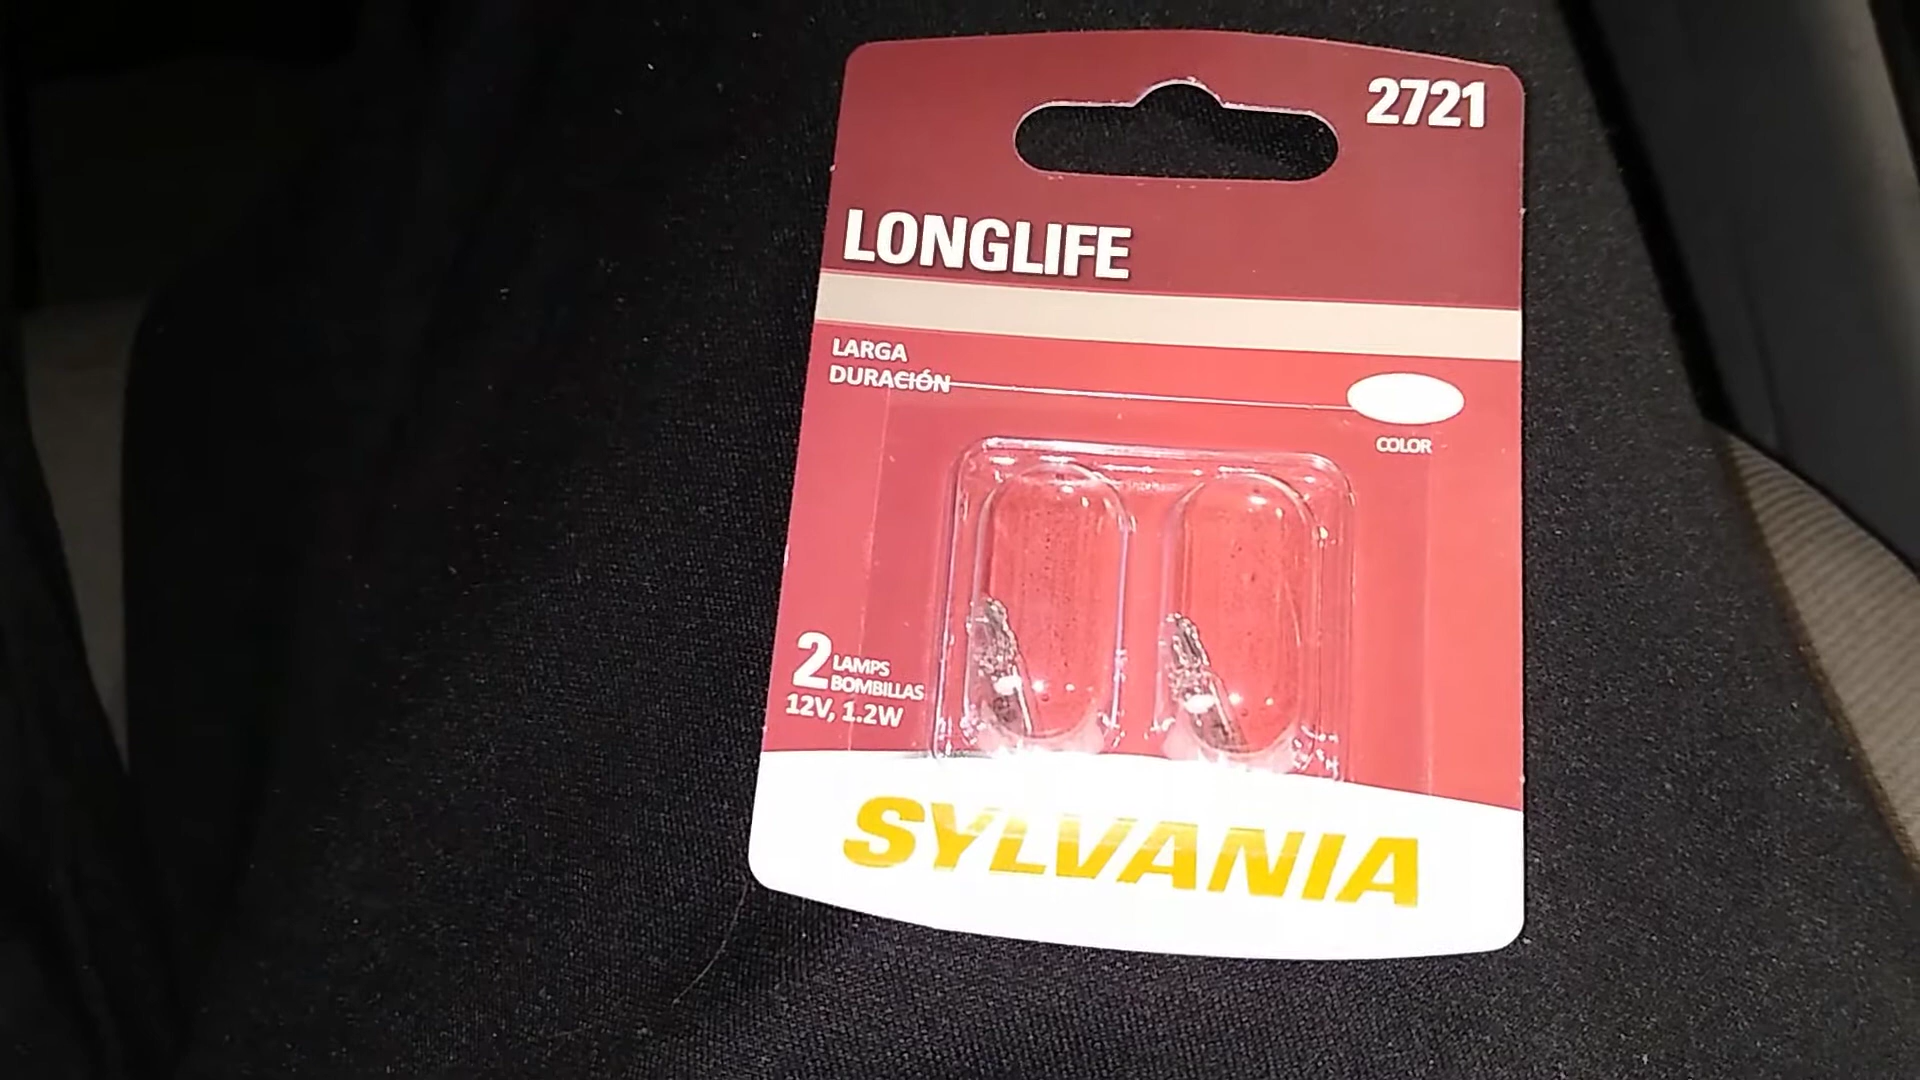 2721
LONGLIFE
LARGA
DURACIÓN
COLOR
2 LAMPS
BOMBILLAS
12V, 1.2W
SYLVANIA